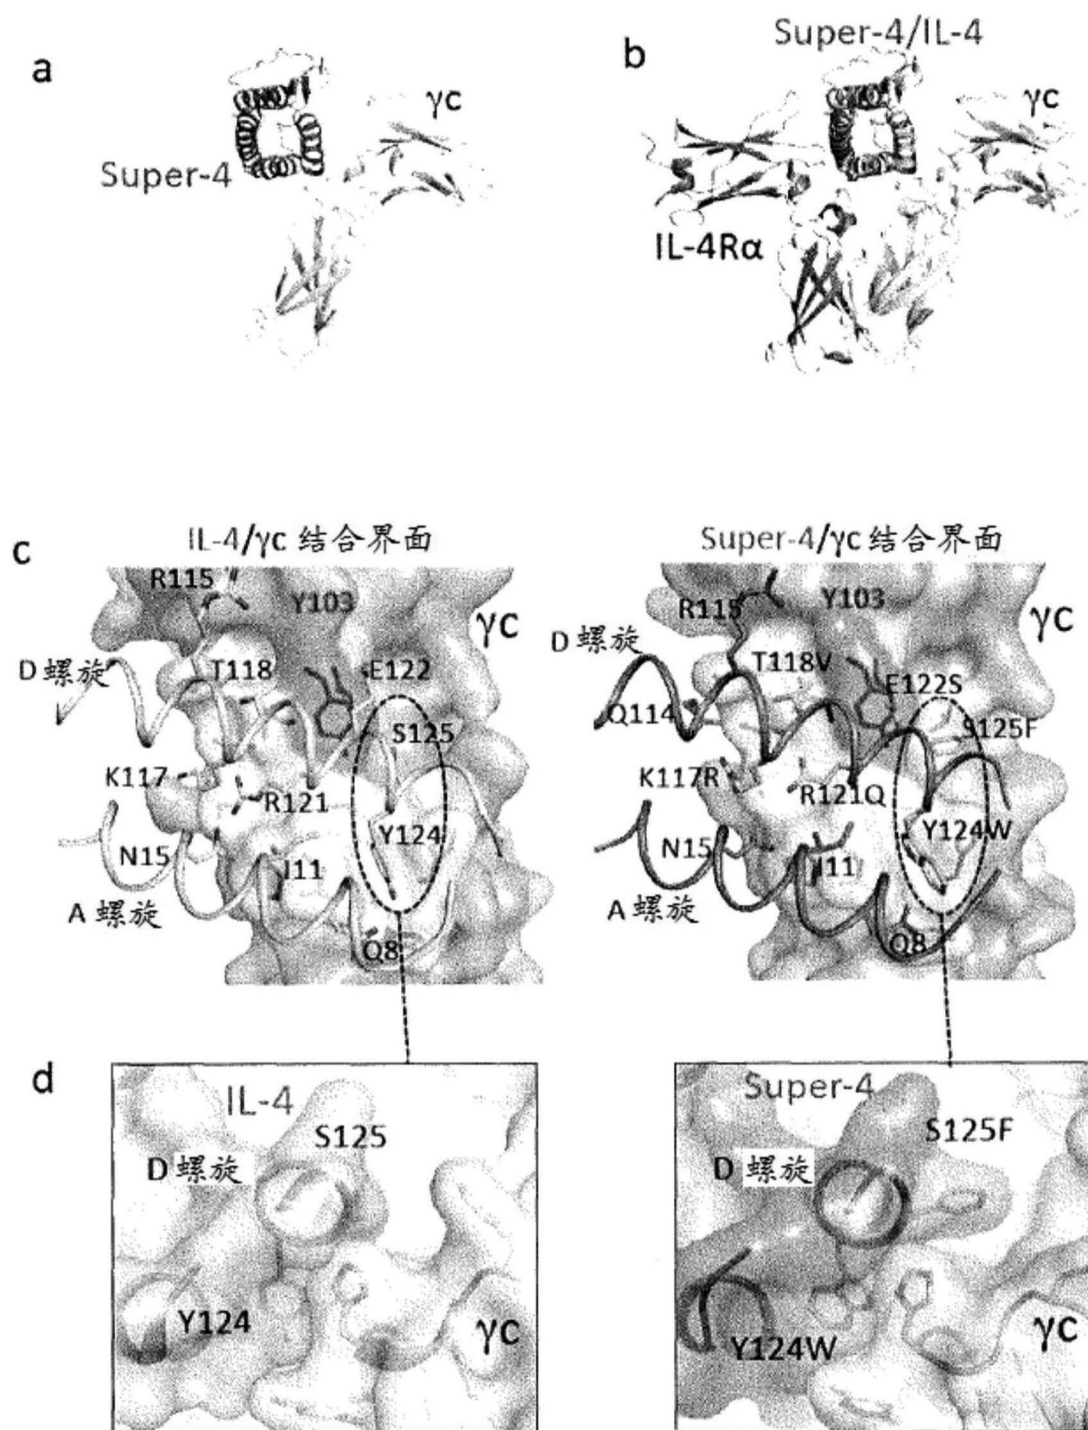 a
Super-4
γc
b
Super-4/IL-4
γc
IL-4Rα
c
IL-4/γc 结合界面
R115
Y103
γc
D 螺旋
T118
E122
S125
K117
R121
Y124
N15
I11
A 螺旋
Q8
Super-4/γc 结合界面
R115
Y103
γc
D 螺旋
T118V
E122S
Q114
S125F
K117R
R121Q
Y124W
N15
I11
A 螺旋
Q8
d
IL-4
S125
D 螺旋
Y124
γc
Super-4
S125F
D 螺旋
Y124W
γc